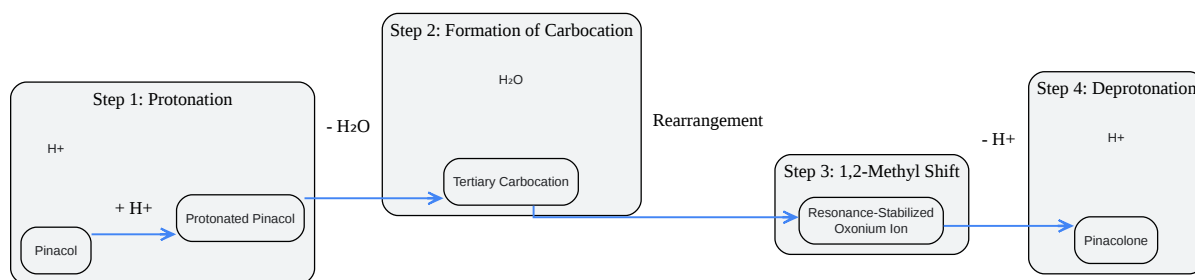 Step 1: Protonation
H+
+ H+
Pinacol
Protonated Pinacol
- H₂O
Step 2: Formation of Carbocation
H₂O
Tertiary Carbocation
Rearrangement
Step 3: 1,2-Methyl Shift
Resonance-Stabilized
Oxonium Ion
- H+
Step 4: Deprotonation
H+
Pinacolone